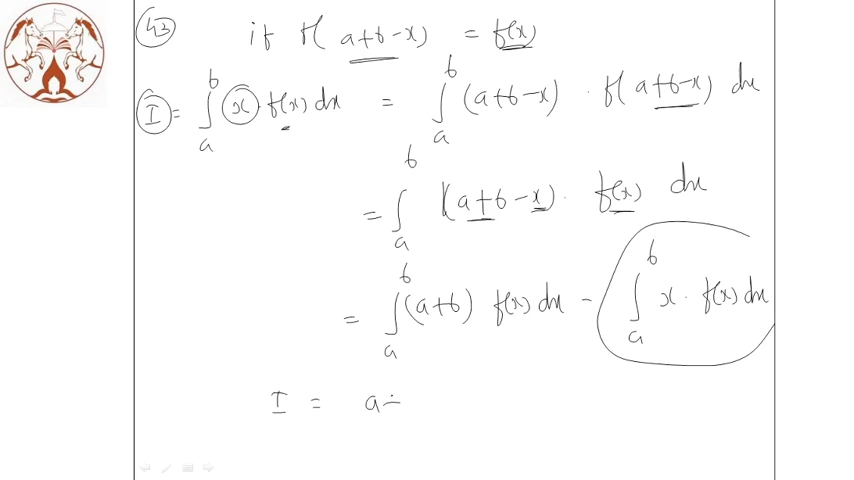 43 if f( a+b-x) = f(x)
I = ∫_a^b x · f(x) dx = ∫_a^b (a+b-x) · f( a+b-x) dx
= ∫_a^b (a+b-x) · f(x) dx
= ∫_a^b (a+b) f(x) dx - ∫_a^b x · f(x) dx
I = a+